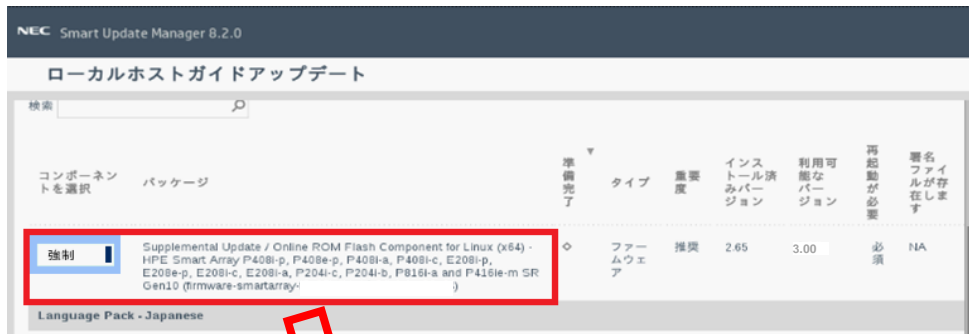 NEC Smart Update Manager 8.2.0
ローカルホストガイドアップデート
検索
コンポーネン
トを選択
パッケージ
準備完了
タイプ
重要
度
インス
トール済
みバー
ジョン
利用可
能な
バー
ジョン
再起動が必要
署名
ファイ
ルが存
在しま
す
強制
Supplemental Update / Online ROM Flash Component for Linux (x64) -
HPE Smart Array P408i-p, P408e-p, P408i-a, P408i-c, E208i-p,
E208e-p, E208i-c, E208i-a, P204i-c, P204i-b, P816i-a and P416ie-m SR
Gen10 (firmware-smartarray- )
ファー
ムウェ
ア
推奨
2.65
3.00
必須
NA
Language Pack - Japanese